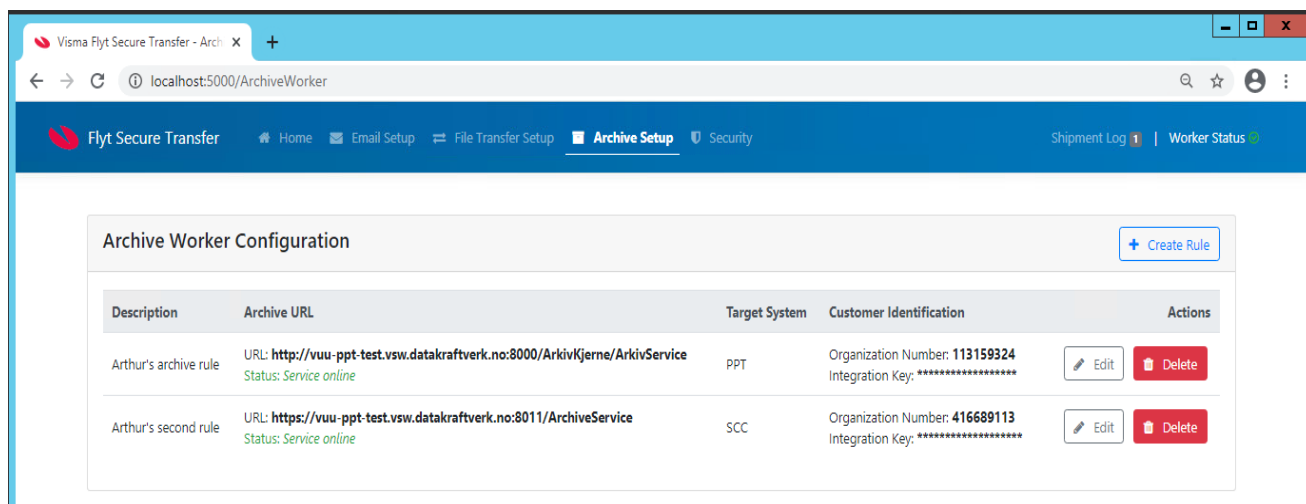 Visma Flyt Secure Transfer - Arch
localhost:5000/ArchiveWorker
Flyt Secure Transfer Home Email Setup File Transfer Setup Archive Setup Security Shipment Log 1 | Worker Status
Archive Worker Configuration + Create Rule
Description Archive URL Target System Customer Identification Actions
Arthur's archive rule URL: http://vuu-ppt-test.vsw.datakraftverk.no:8000/ArkivKjerne/ArkivService PPT Organization Number: 113159324 Edit Delete
Status: Service online Integration Key: ******************
Arthur's second rule URL: https://vuu-ppt-test.vsw.datakraftverk.no:8011/ArchiveService SCC Organization Number: 416689113 Edit Delete
Status: Service online Integration Key: *******************